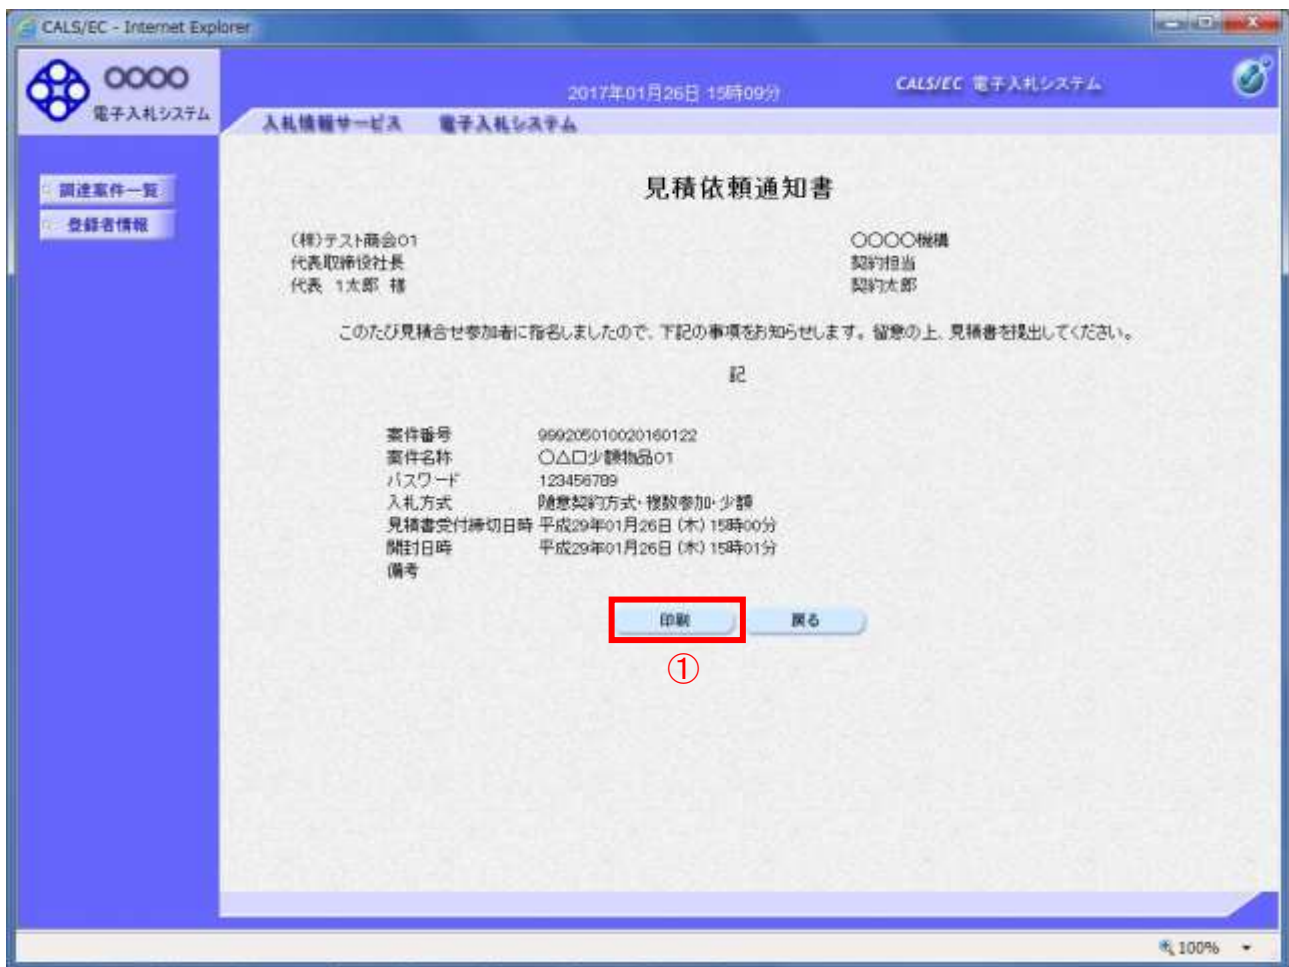 CALS/EC - Internet Explorer
〇〇〇〇
電子入札システム
2017年01月26日 15時09分
CALS/EC 電子入札システム
入札情報サービス 電子入札システム
調達案件一覧
登録者情報
見積依頼通知書
(株)テスト商会01
代表取締役社長
代表 1太郎 様
〇〇〇〇機構
契約担当
契約太郎
このたび見積合せ参加者に指名しましたので、下記の事項をお知らせします。留意の上、見積書を提出してください。
記
案件番号 999205010020160122
案件名称 〇△口少額物品01
パスワード 123456789
入札方式 随意契約方式・複数参加・少額
見積書受付締切日時 平成29年01月26日 (木) 15時00分
開封日時 平成29年01月26日 (木) 15時01分
備考
印刷 戻る
①
100%